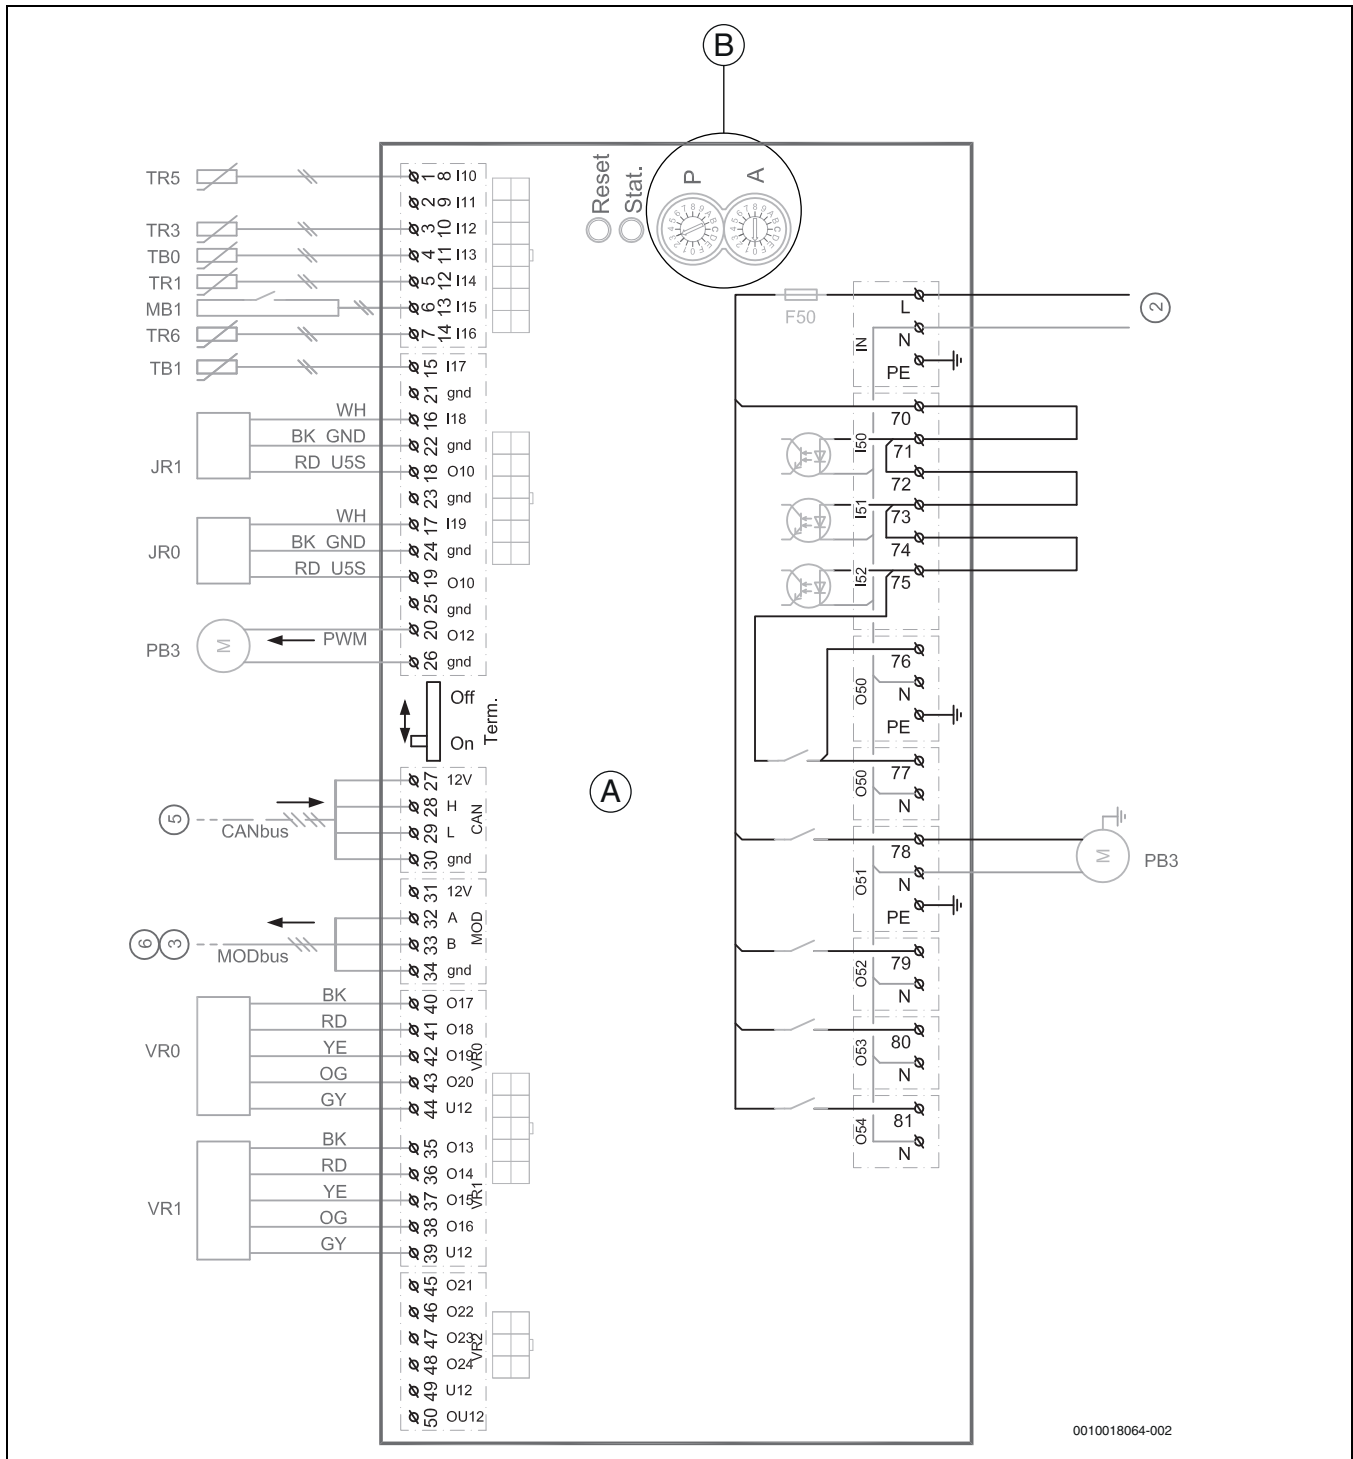 B
P A
Reset
Stat.
TR5
1 8 I10
2 9 I11
TR3
3 10 I12
TB0
4 11 I13
TR1
5 12 I14
MB1
6 13 I15
TR6
7 14 I16
TB1
15 I17
21 gnd
WH
16 I18
JR1
BK GND
22 gnd
RD U5S
18 O10
23 gnd
WH
17 I19
JR0
BK GND
24 gnd
RD U5S
19 O10
25 gnd
PB3
M
PWM
20 O12
26 gnd
Off
On
Term.
27 12V
28 H
29 L
30 gnd
CAN
5
CANbus
31 12V
32 A
33 B
34 gnd
MOD
6 3
MODbus
VR0
BK
40 O17
RD
41 O18
YE
42 O19
OG
43 O20
GY
44 U12
VR0
VR1
BK
35 O13
RD
36 O14
YE
37 O15
OG
38 O16
GY
39 U12
VR1
45 O21
46 O22
47 O23
48 O24
49 U12
50 OU12
VR2
A
F50
IN
L
N
PE
2
70
I50
71
72
I51
73
74
I52
75
O50
76
N
PE
O50
77
N
O51
78
N
PE
M
PB3
O52
79
N
O53
80
N
O54
81
N
0010018064-002